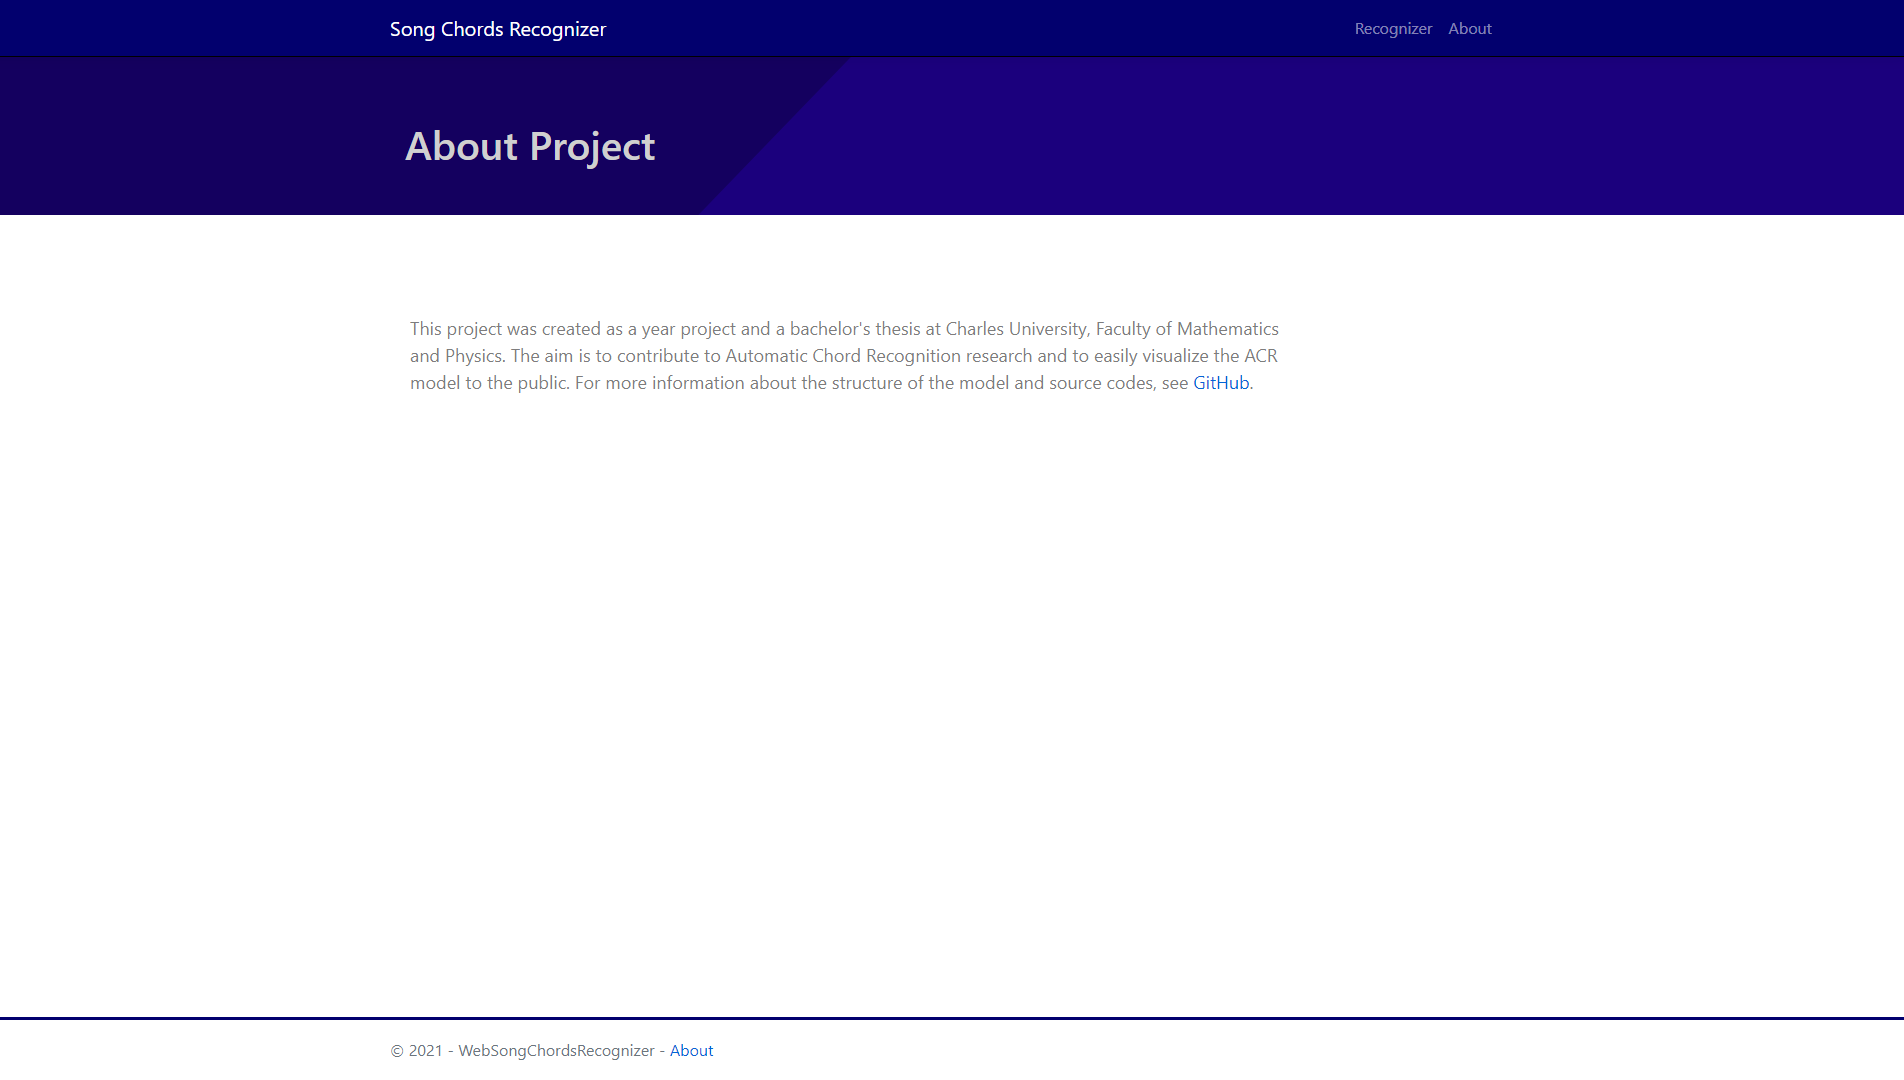 Song Chords Recognizer
Recognizer
About
About Project
This project was created as a year project and a bachelor's thesis at Charles University, Faculty of Mathematics
and Physics. The aim is to contribute to Automatic Chord Recognition research and to easily visualize the ACR
model to the public. For more information about the structure of the model and source codes, see GitHub.
© 2021 - WebSongChordsRecognizer - About